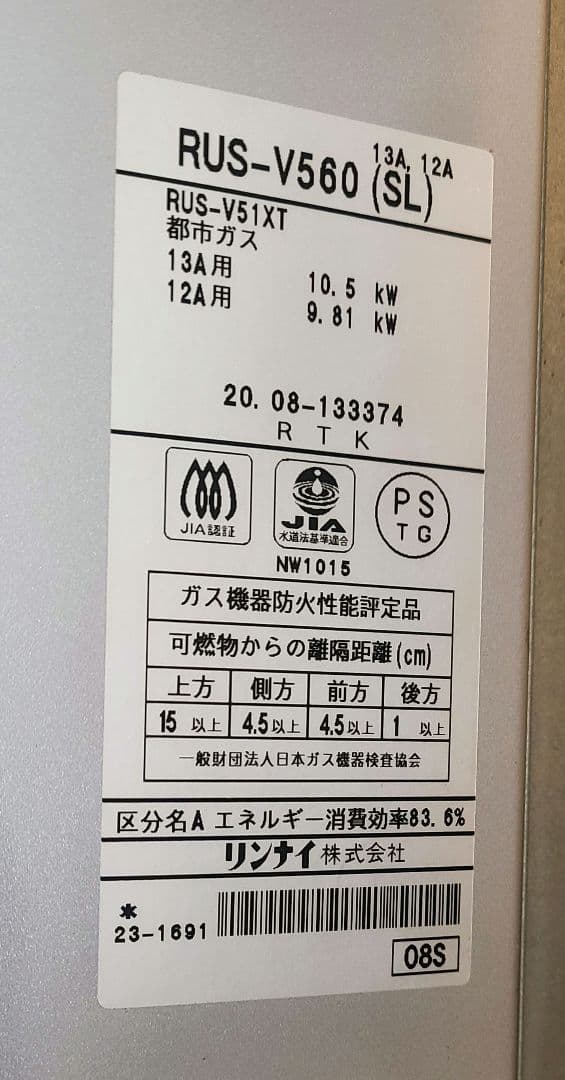 13A, 12A
RUS-V560 (SL)
RUS-V51XT
都市ガス
13A用 10.5 kW
12A用 9.81 kW
20.08-133374
RTK
JIA認証
JIA
水道法基準適合
PS
TG
NW1015
ガス機器防火性能評定品
可燃物からの離隔距離(cm)
上方 側方 前方 後方
15 以上 4.5以上 4.5以上 1 以上
一般財団法人日本ガス機器検査協会
区分名A エネルギー消費効率83.6%
リンナイ株式会社
*
23-1691
08S